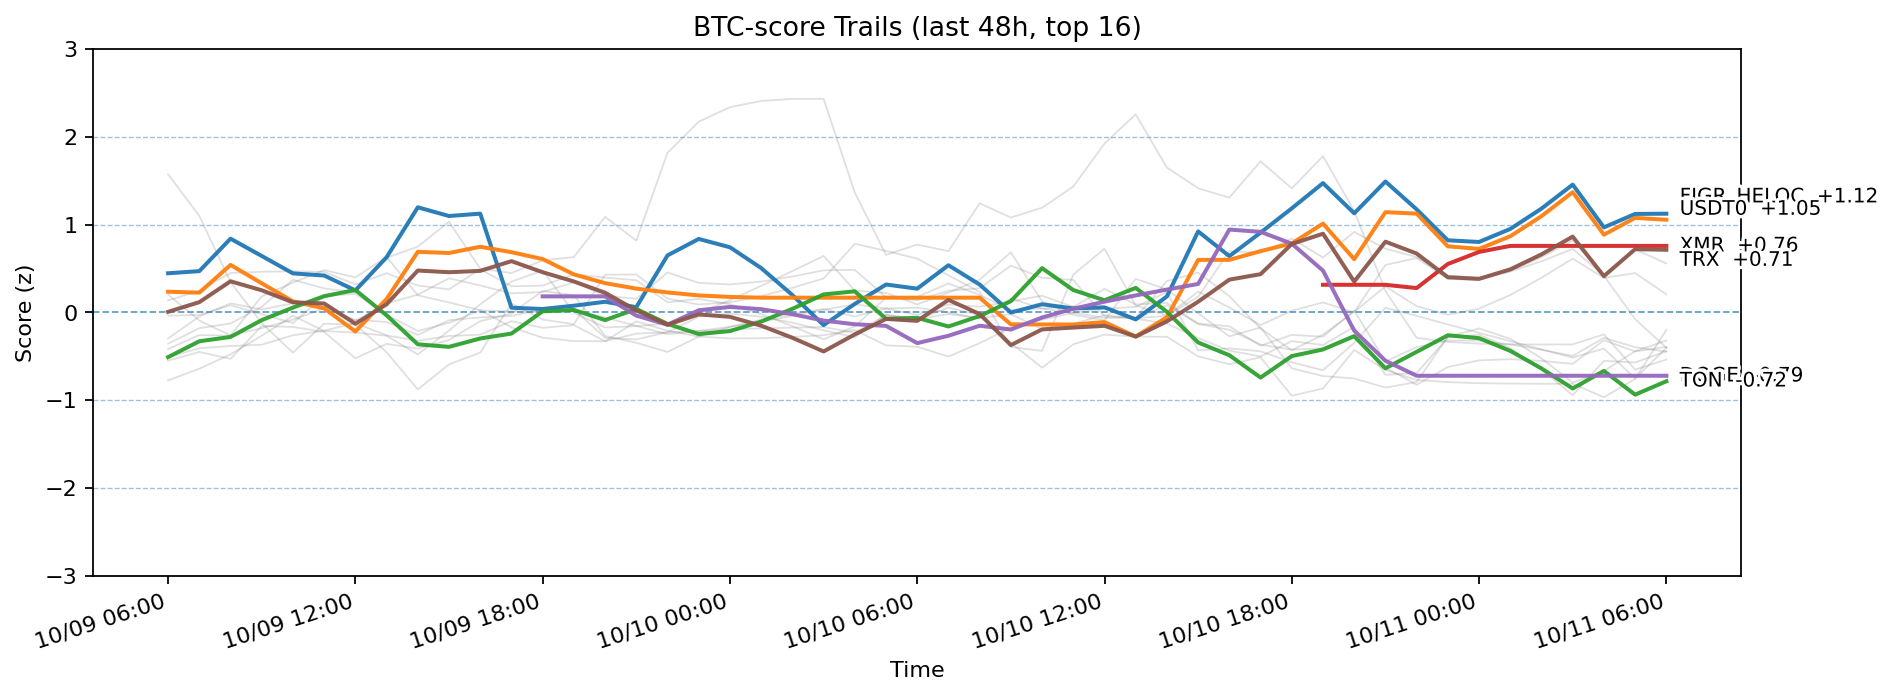 BTC-score Trails (last 48h, top 16)
Score (z)
3
2
1
0
−1
−2
−3
FIGR_HELOC +1.12
USDT0 +1.05
XMR +0.76
TRX +0.71
DOGE -0.79
TON -0.72
10/09 06:00
10/09 12:00
10/09 18:00
10/10 00:00
10/10 06:00
10/10 12:00
10/10 18:00
10/11 00:00
10/11 06:00
Time